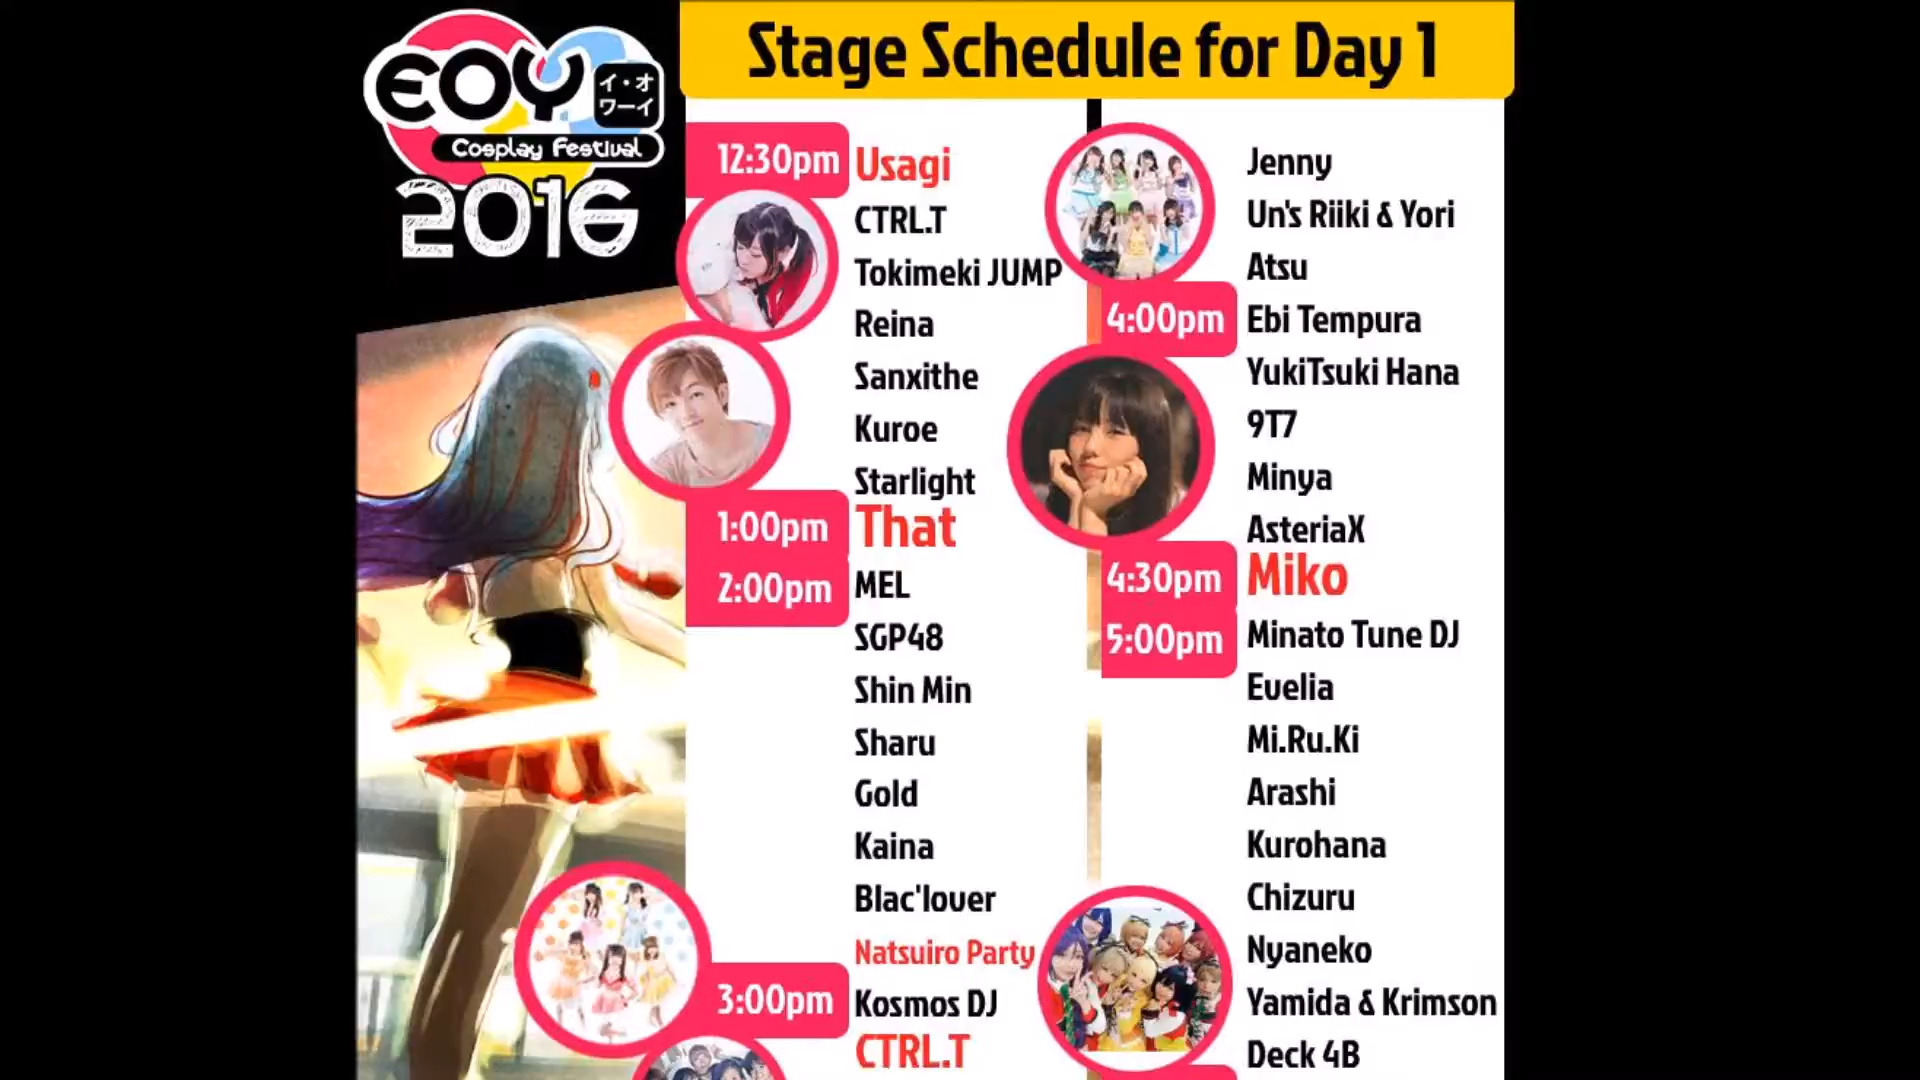 EOY イ・オ
ワーイ
Cosplay Festival
2016
Stage Schedule for Day 1
12:30pm Usagi
CTRL.T
Tokimeki JUMP
Reina
Sanxithe
Kuroe
Starlight
1:00pm That
2:00pm MEL
SGP48
Shin Min
Sharu
Gold
Kaina
Blac'lover
Natsuiro Party
3:00pm Kosmos DJ
CTRL.T
Jenny
Un's Riiki & Yori
Atsu
4:00pm Ebi Tempura
YukiTsuki Hana
9T7
Minya
AsteriaX
4:30pm Miko
5:00pm Minato Tune DJ
Evelia
Mi.Ru.Ki
Arashi
Kurohana
Chizuru
Nyaneko
Yamida & Krimson
Deck 4B